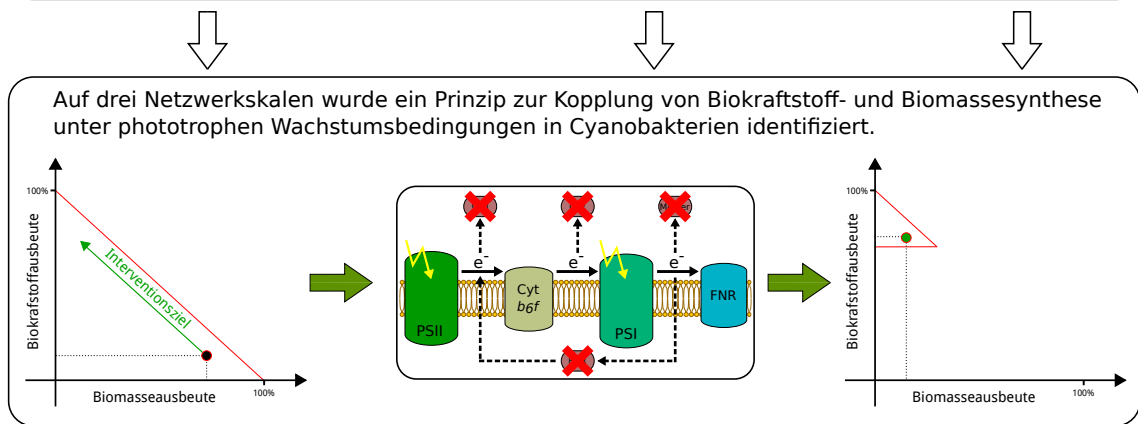 Auf drei Netzwerkskalen wurde ein Prinzip zur Kopplung von Biokraftstoff- und Biomassesynthese
unter phototrophen Wachstumsbedingungen in Cyanobakterien identifiziert.
100%
Biokraftstoffausbeute
Interventionsziel
Biomasseausbeute
100%
e-
e-
e-
PSII
Cyt
b6f
PSI
FNR
100%
Biokraftstoffausbeute
Biomasseausbeute
100%